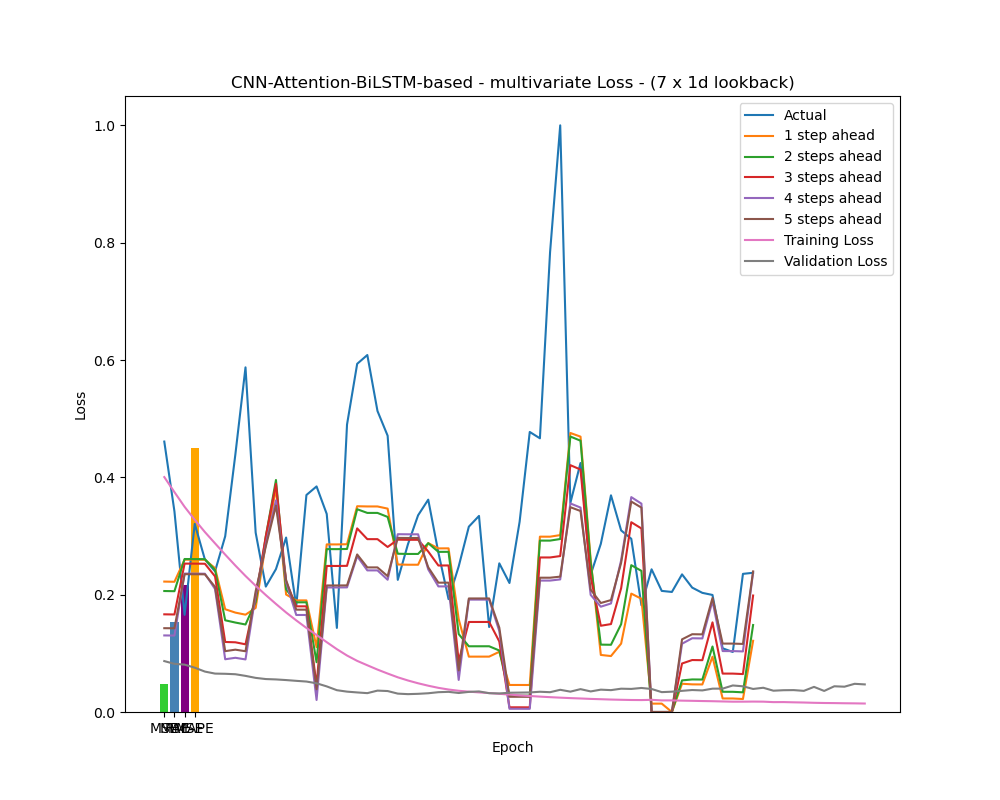 CNN-Attention-BiLSTM-based - multivariate Loss - (7 x 1d lookback)
1.0
0.8
0.6
0.4
0.2
0.0
Loss
Actual
1 step ahead
2 steps ahead
3 steps ahead
4 steps ahead
5 steps ahead
Training Loss
Validation Loss
Epoch